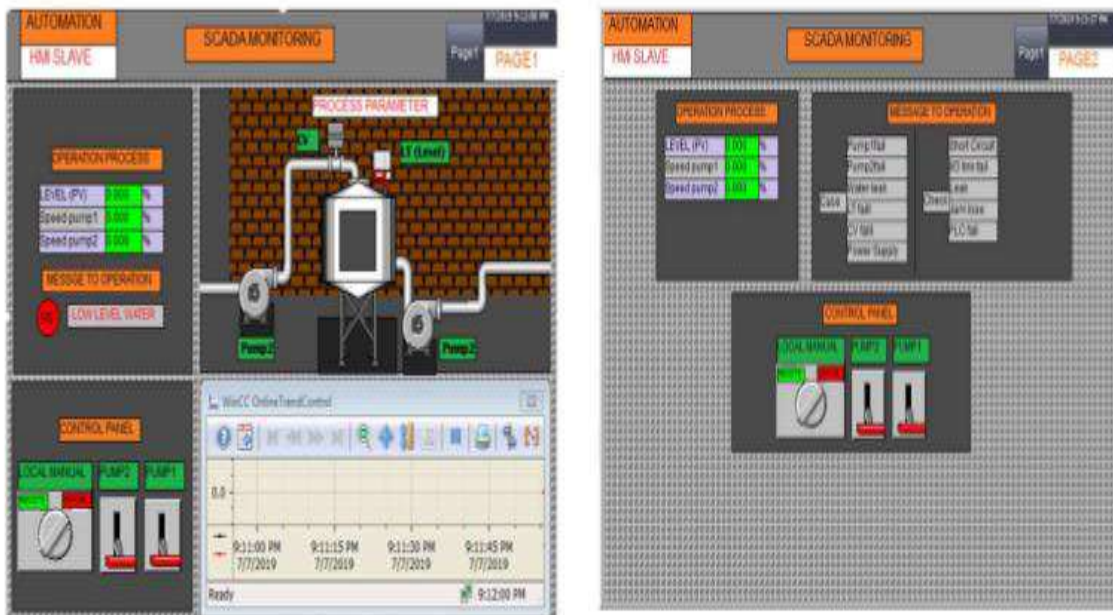 AUTOMATION
HMI SLAVE
SCADA MONITORING
Page1
PAGE1
OPERATION PROCESS
LEVEL (PV) 0.000 %
Speed pump1 0.000 %
Speed pump2 0.000 %
MESSGE TO OPERATION
LOW LEVEL WATER
PROCESS PARAMETER
LT (Level)
Pump2
Pump2
CONTROL PANEL
LOCAL MANUAL PUMP2 PUMP1
WinCC OnlineTrendControl
0.0
9:11:00 PM 9:11:15 PM 9:11:30 PM 9:11:45 PM
7/7/2019 7/7/2019 7/7/2019 7/7/2019
Ready 9:12:00 PM
AUTOMATION
HMI SLAVE
SCADA MONITORING
Page1
PAGE2
OPERATION PROCESS
LEVEL (PV) 0.000 %
Speed pump1 0.000 %
Speed pump2 0.000 %
MESSAGE TO OPERATION
Case
Pump1fail
Pump2fail
Water leak
LT fail
CV fail
Power Supply
Check
Short Circuit
I/O link fail
Leak
PLC fail
CONTROL PANEL
LOCAL MANUAL PUMP2 PUMP1